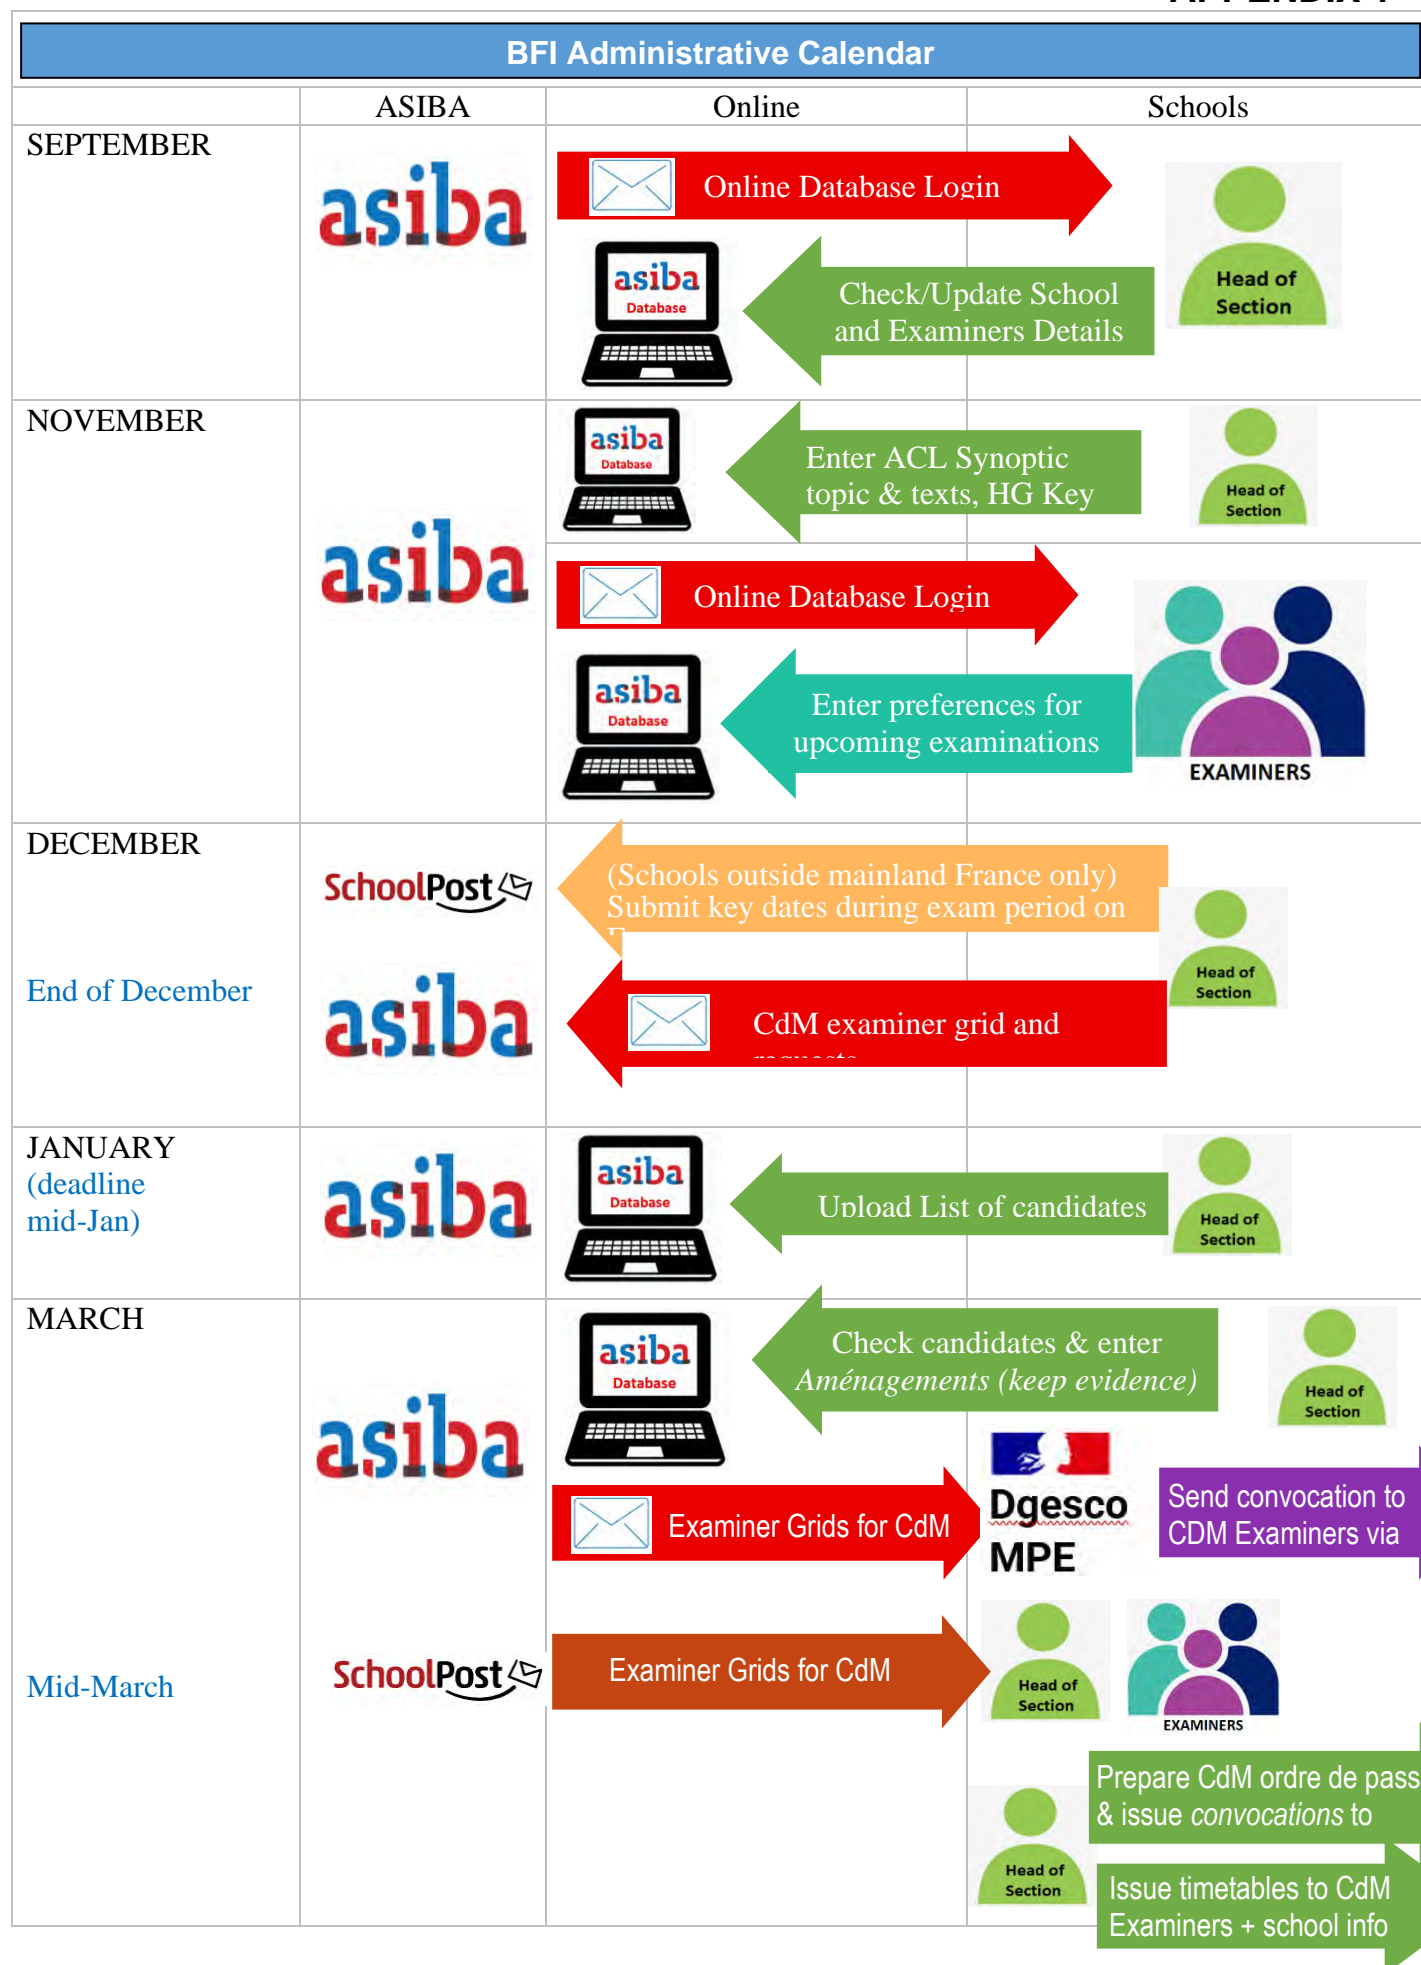 BFI Administrative Calendar
ASIBA
Online
Schools
SEPTEMBER
asiba
Online Database Login
asiba
Database
Check/Update School
and Examiners Details
Head of
Section
NOVEMBER
asiba
asiba
Database
Enter ACL Synoptic
topic & texts, HG Key
Head of
Section
Online Database Login
asiba
Database
Enter preferences for
upcoming examinations
EXAMINERS
DECEMBER
SchoolPost
(Schools outside mainland France only)
Submit key dates during exam period on
Head of
Section
End of December
asiba
CdM examiner grid and
requests
JANUARY
(deadline
mid-Jan)
asiba
asiba
Database
Upload List of candidates
Head of
Section
MARCH
asiba
asiba
Database
Check candidates & enter
Aménagements (keep evidence)
Head of
Section
Examiner Grids for CdM
Dgesco
MPE
Send convocation to
CDM Examiners via
Mid-March
SchoolPost
Examiner Grids for CdM
Head of
Section
EXAMINERS
Prepare CdM ordre de pass
& issue convocations to
Head of
Section
Issue timetables to CdM
Examiners + school info